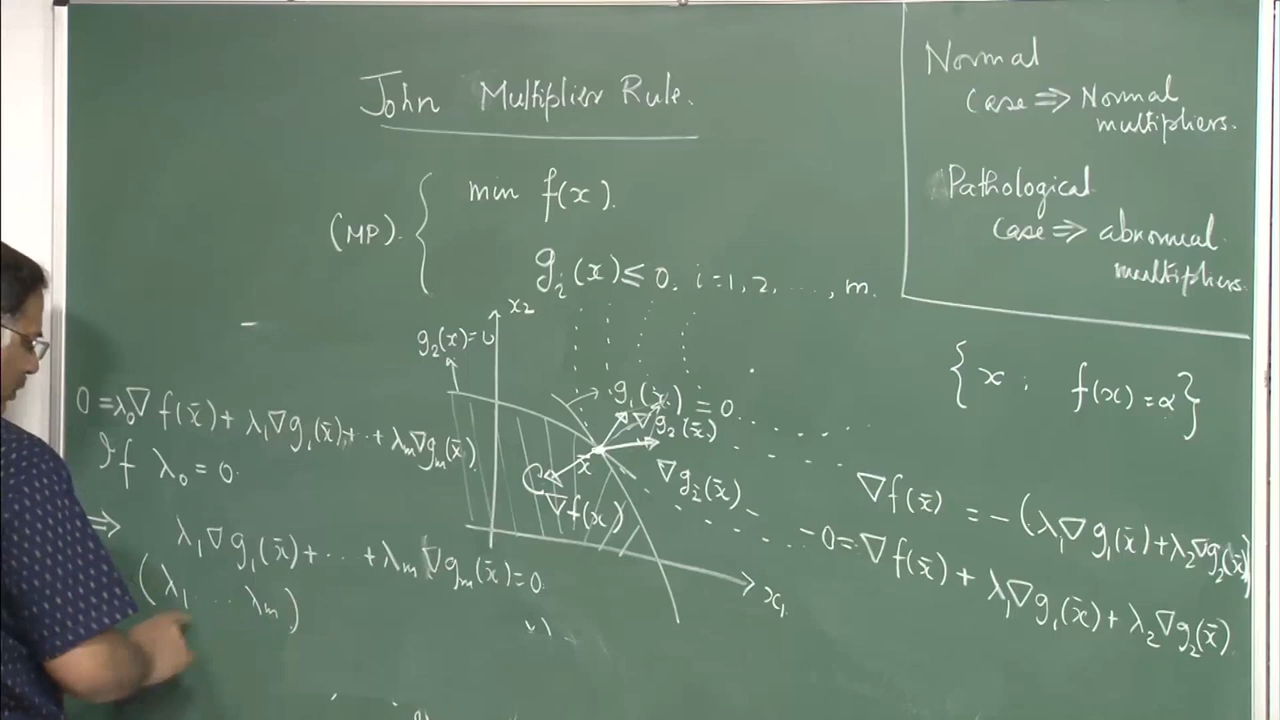 John Multiplier Rule.
(MP). { min f(x).
g_i(x) ≤ 0, i = 1, 2, ..., m.
Normal
Case ⇒ Normal
multipliers.
Pathological
Case ⇒ abnormal
multipliers.
{ x : f(x) = α }
x₂
g₂(x) = 0
g₁(x) = 0
∇g₂(x̄)
x̄
∇f(x)
x₁
0 = λ₀∇f(x̄) + λ₁∇g₁(x̄) + ·· + λₘ∇gₘ(x̄)
If λ₀ = 0.
⇒ λ₁∇g₁(x̄) + ··· + λₘ∇gₘ(x̄) = 0.
(λ₁ ... λₘ)
∇f(x̄) = −(λ₁∇g₁(x̄) + λ₂∇g₂(x̄))
0 = ∇f(x̄) + λ₁∇g₁(x̄) + λ₂∇g₂(x̄).